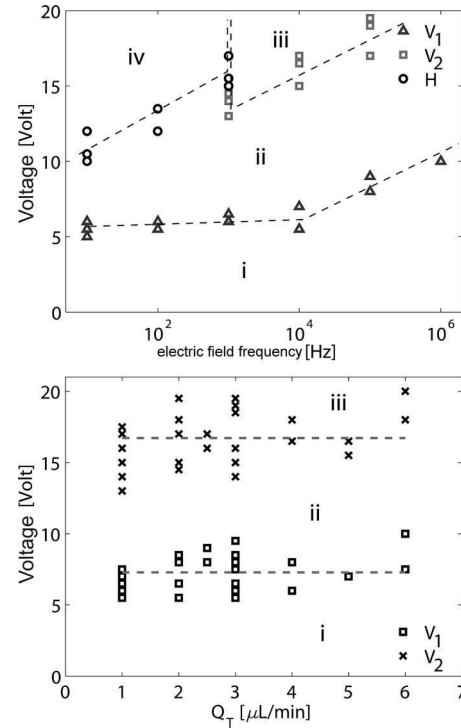 20
15
10
5
0
Voltage [Volt]
iv
iii
ii
i
V1
V2
H
10^2
10^4
10^6
electric field frequency [Hz]
20
15
10
5
0
Voltage [Volt]
iii
ii
i
V1
V2
0 1 2 3 4 5 6 7
Q_T [μL/min]